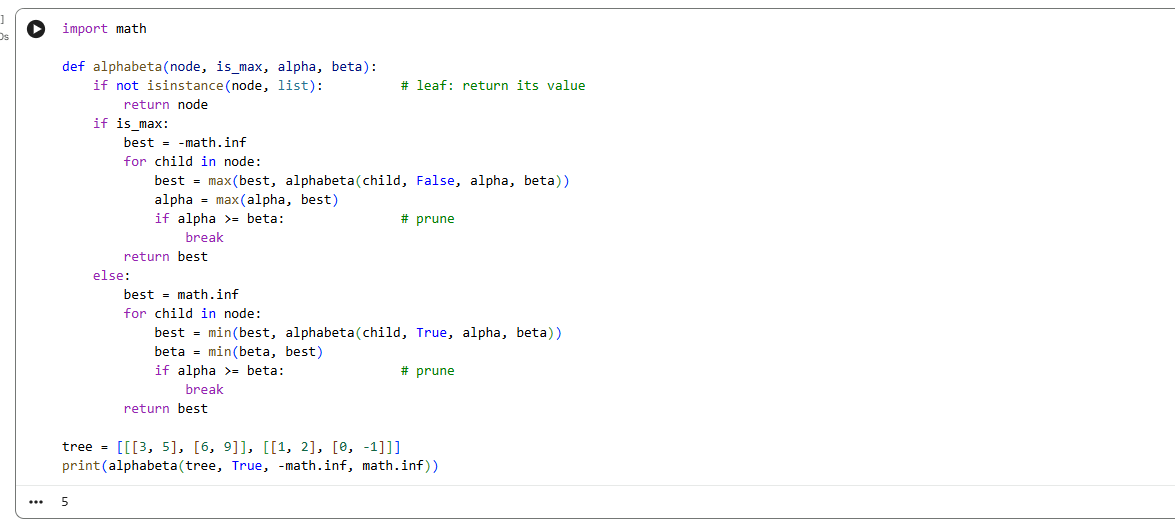 ]
0s
import math

def alphabeta(node, is_max, alpha, beta):
    if not isinstance(node, list):          # leaf: return its value
        return node
    if is_max:
        best = -math.inf
        for child in node:
            best = max(best, alphabeta(child, False, alpha, beta))
            alpha = max(alpha, best)
            if alpha >= beta:               # prune
                break
        return best
    else:
        best = math.inf
        for child in node:
            best = min(best, alphabeta(child, True, alpha, beta))
            beta = min(beta, best)
            if alpha >= beta:               # prune
                break
        return best

tree = [[[3, 5], [6, 9]], [[1, 2], [0, -1]]]
print(alphabeta(tree, True, -math.inf, math.inf))
5